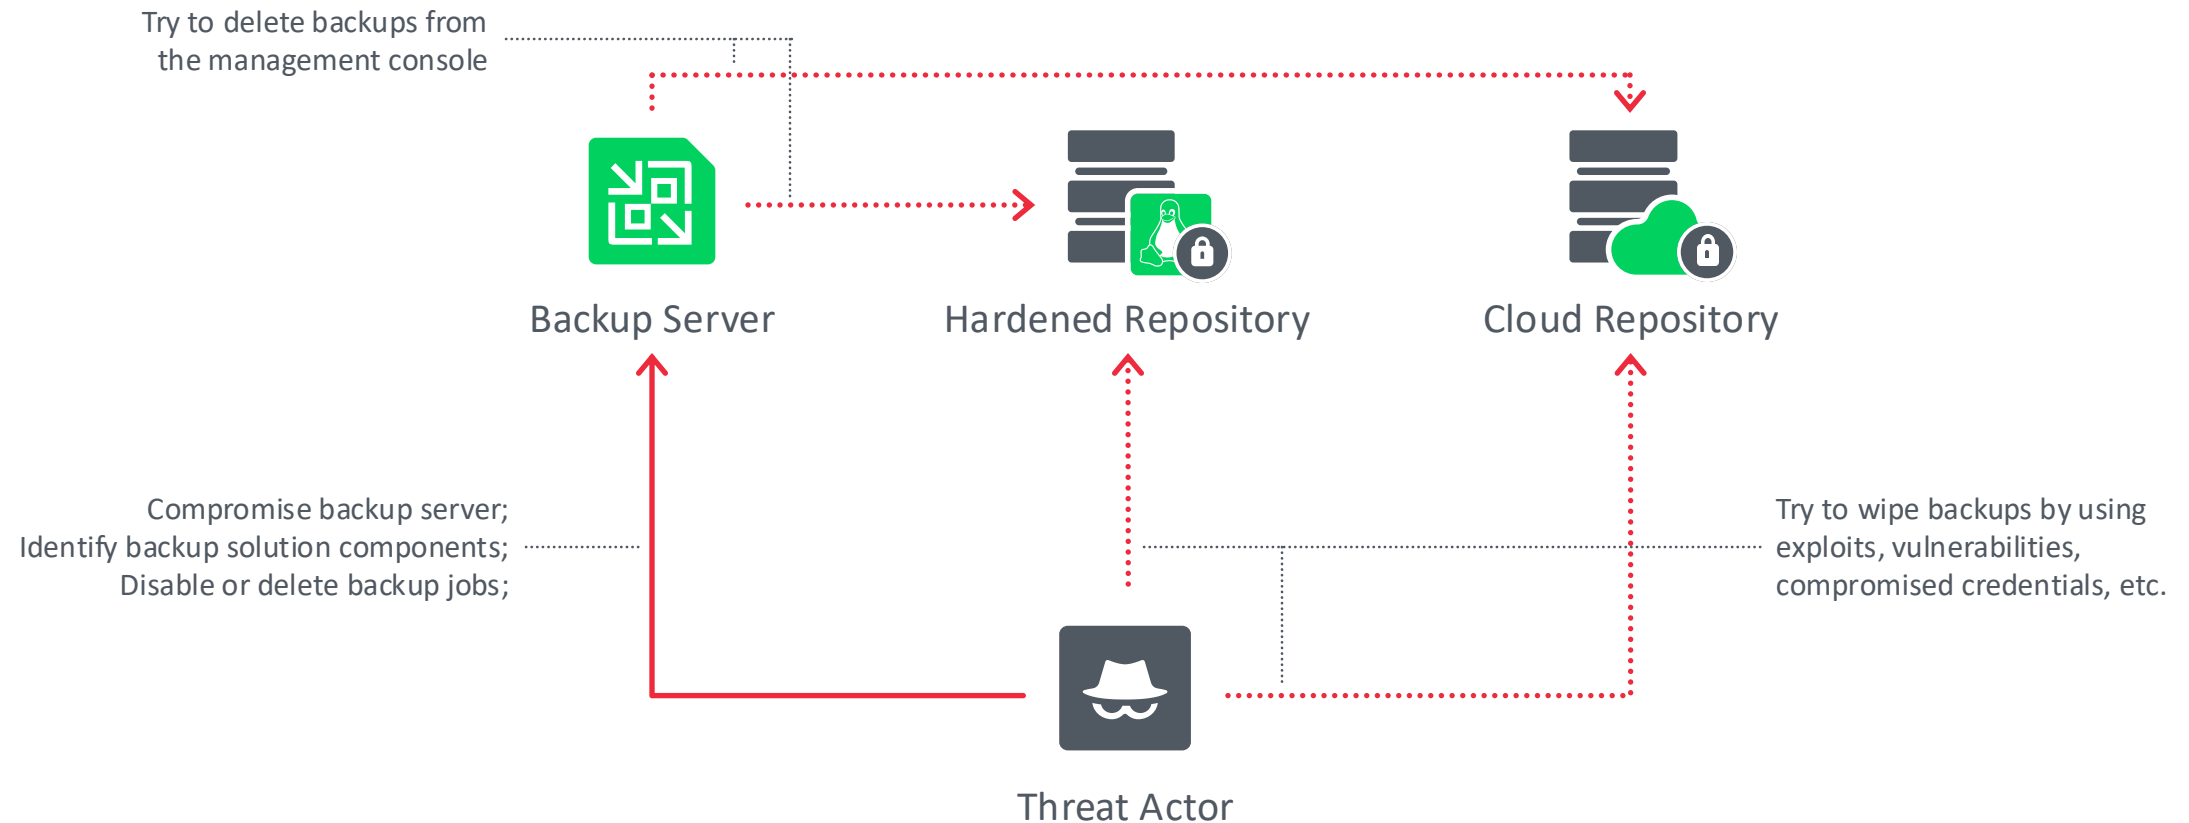 Try to delete backups from
the management console
Backup Server
Hardened Repository
Cloud Repository
Compromise backup server;
Identify backup solution components;
Disable or delete backup jobs;
Try to wipe backups by using
exploits, vulnerabilities,
compromised credentials, etc.
Threat Actor